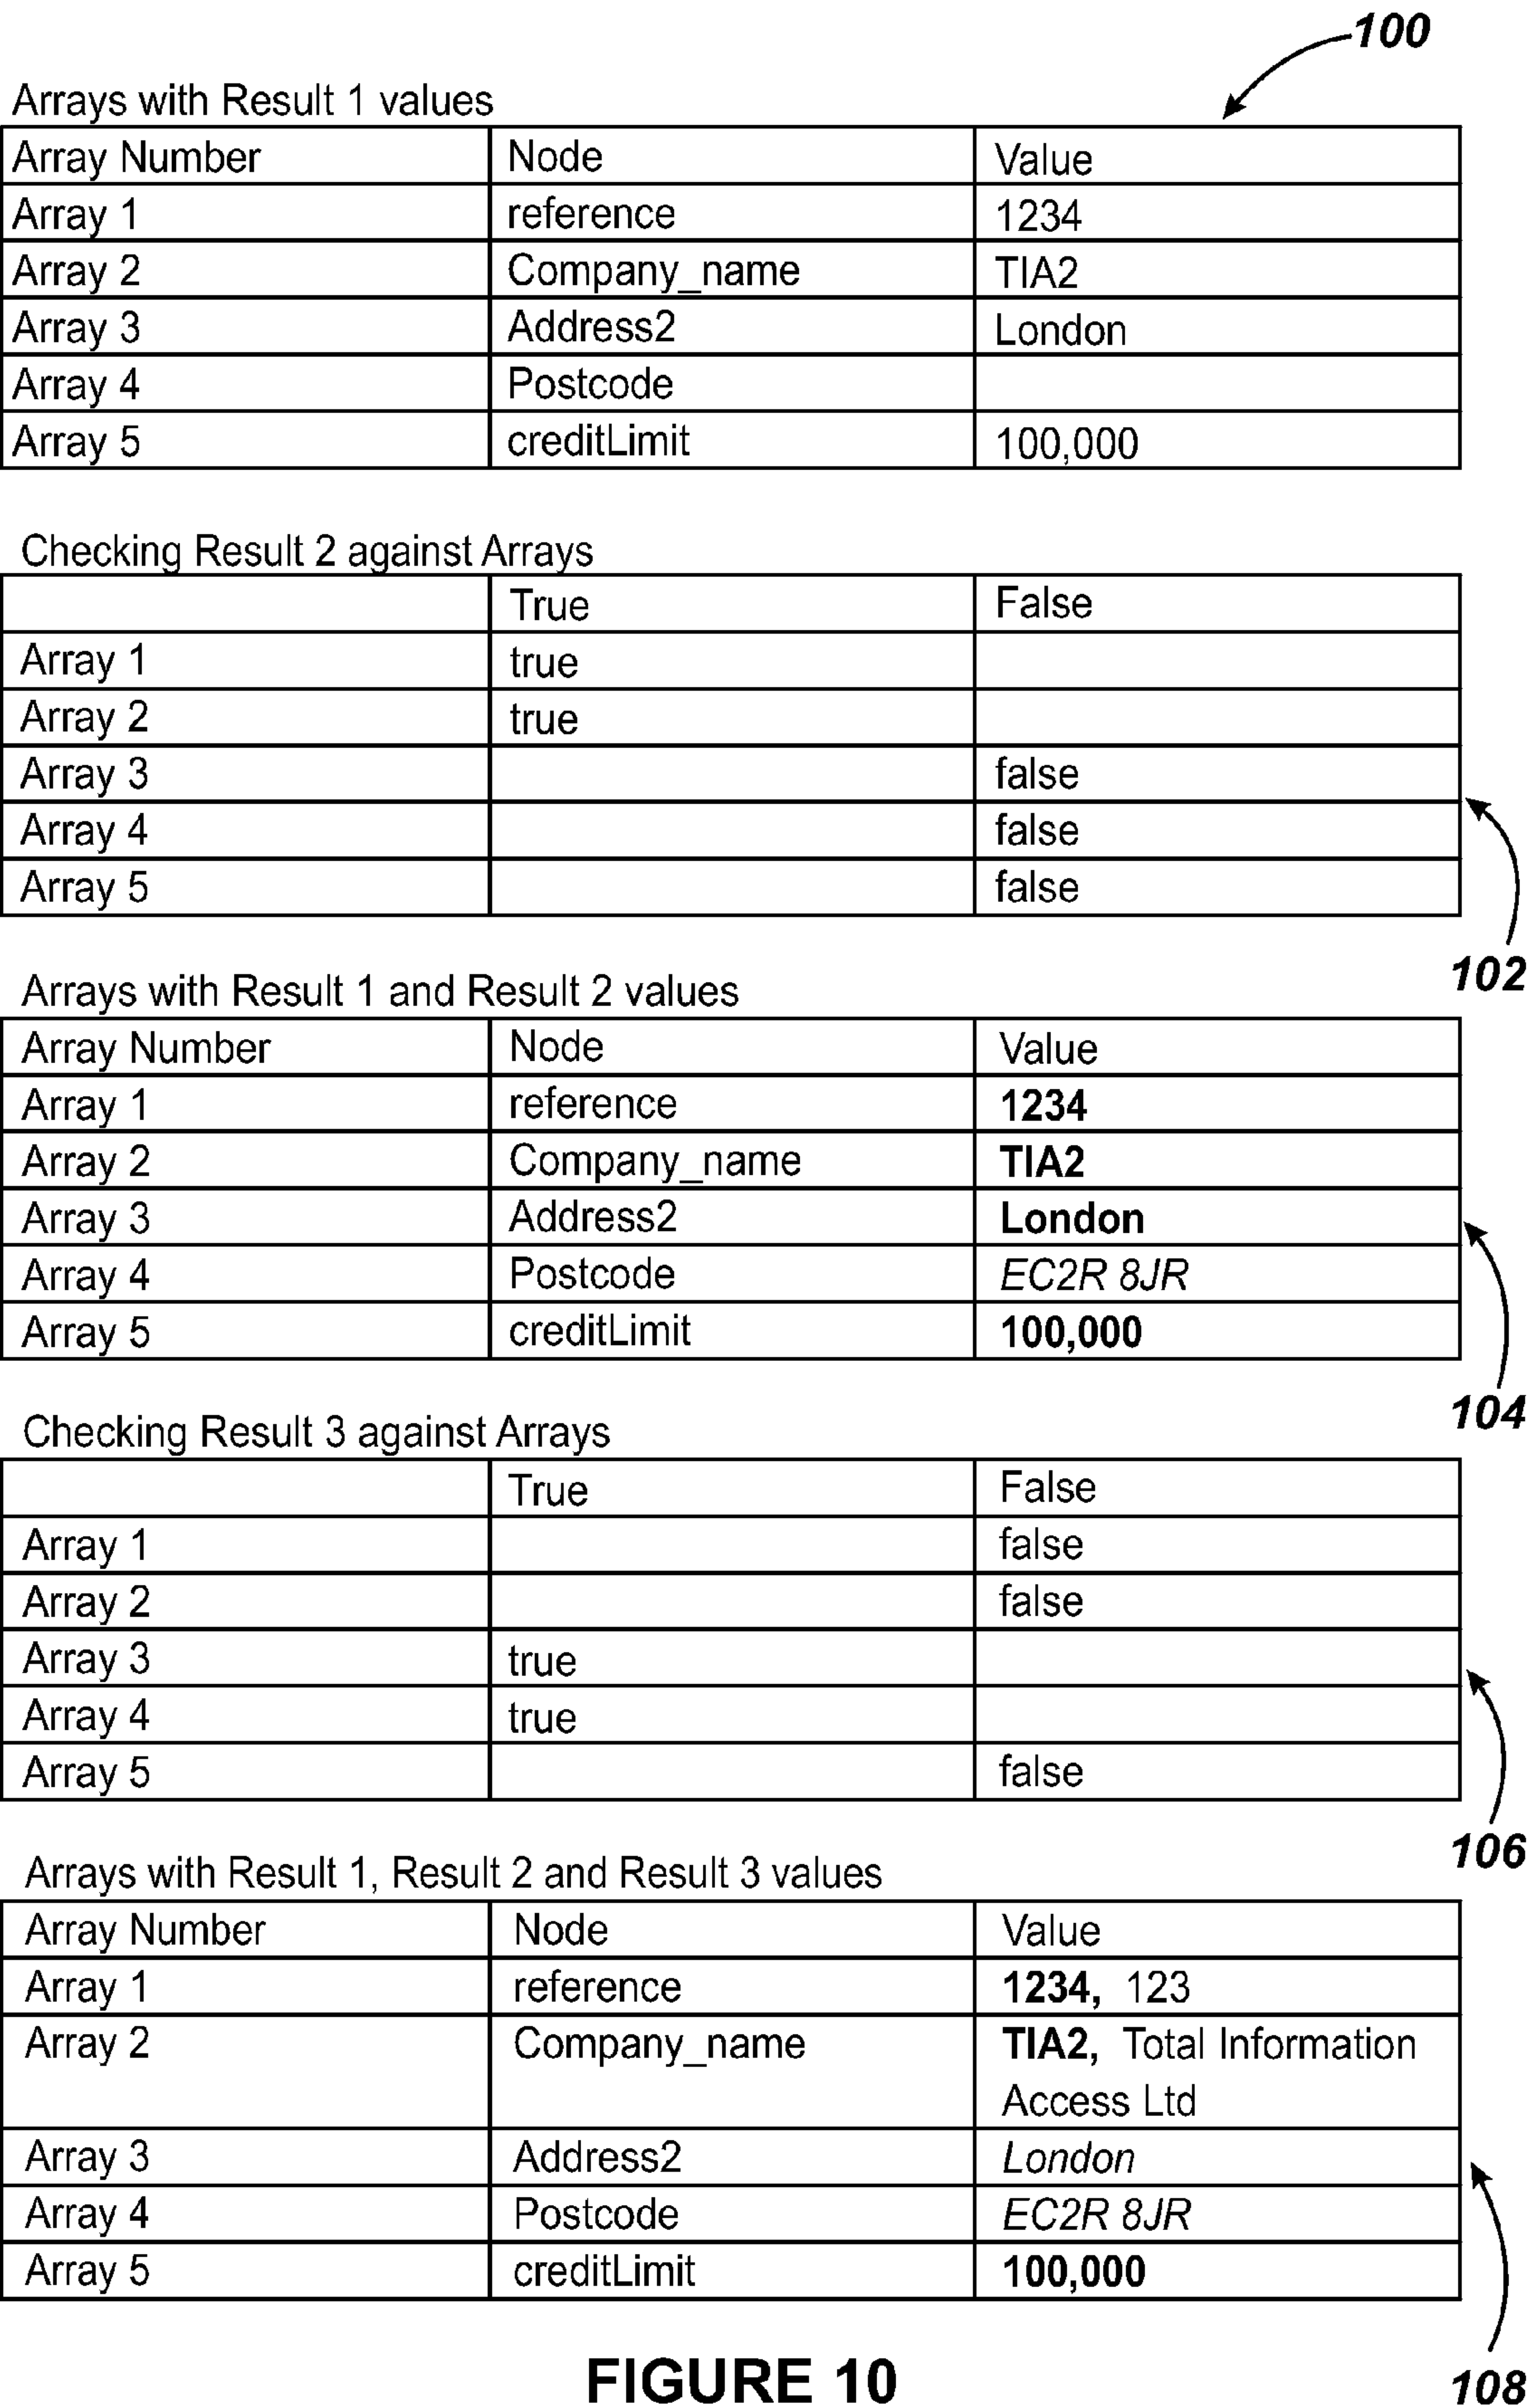 100
Arrays with Result 1 values
Array Number Node Value
Array 1 reference 1234
Array 2 Company_name TIA2
Array 3 Address2 London
Array 4 Postcode
Array 5 creditLimit 100,000
Checking Result 2 against Arrays
True False
Array 1 true
Array 2 true
Array 3 false
Array 4 false
Array 5 false
102
Arrays with Result 1 and Result 2 values
Array Number Node Value
Array 1 reference 1234
Array 2 Company_name TIA2
Array 3 Address2 London
Array 4 Postcode EC2R 8JR
Array 5 creditLimit 100,000
104
Checking Result 3 against Arrays
True False
Array 1 false
Array 2 false
Array 3 true
Array 4 true
Array 5 false
106
Arrays with Result 1, Result 2 and Result 3 values
Array Number Node Value
Array 1 reference 1234, 123
Array 2 Company_name TIA2, Total Information
Access Ltd
Array 3 Address2 London
Array 4 Postcode EC2R 8JR
Array 5 creditLimit 100,000
108
FIGURE 10